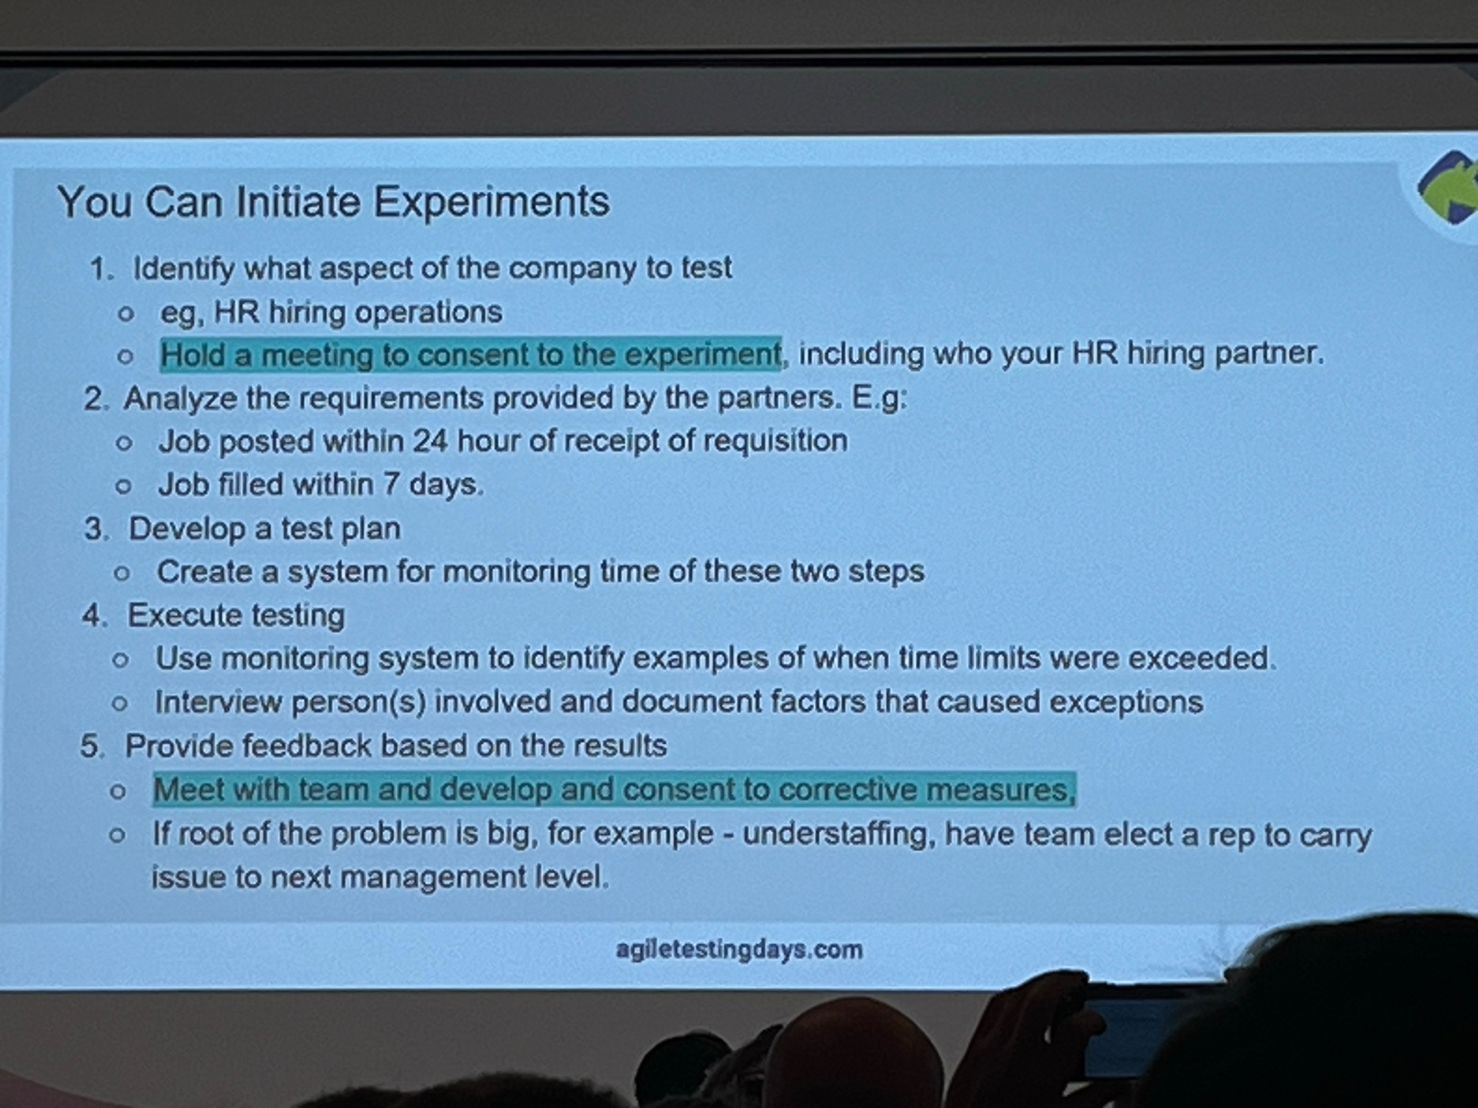 You Can Initiate Experiments
1. Identify what aspect of the company to test
○ eg, HR hiring operations
○ Hold a meeting to consent to the experiment, including who your HR hiring partner.
2. Analyze the requirements provided by the partners. E.g:
○ Job posted within 24 hour of receipt of requisition
○ Job filled within 7 days.
3. Develop a test plan
○ Create a system for monitoring time of these two steps
4. Execute testing
○ Use monitoring system to identify examples of when time limits were exceeded.
○ Interview person(s) involved and document factors that caused exceptions
5. Provide feedback based on the results
○ Meet with team and develop and consent to corrective measures,
○ If root of the problem is big, for example - understaffing, have team elect a rep to carry
issue to next management level.
agiletestingdays.com